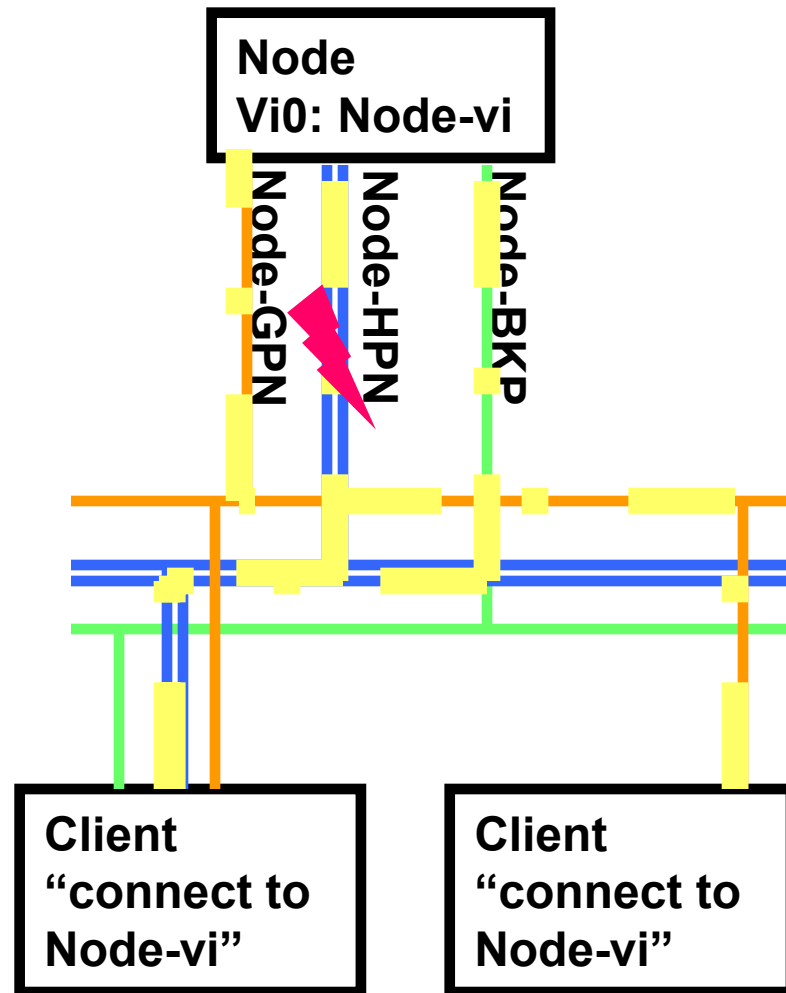 Node
Vi0: Node-vi
Node-GPN
Node-HPN
Node-BKP
Client
“connect to
Node-vi”
Client
“connect to
Node-vi”